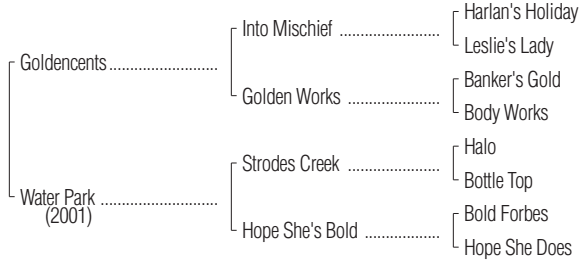 Harlan's Holiday
Into Mischief
Leslie's Lady
Goldencents
Banker's Gold
Golden Works
Body Works
Halo
Strodes Creek
Bottle Top
Water Park
(2001)
Bold Forbes
Hope She's Bold
Hope She Does